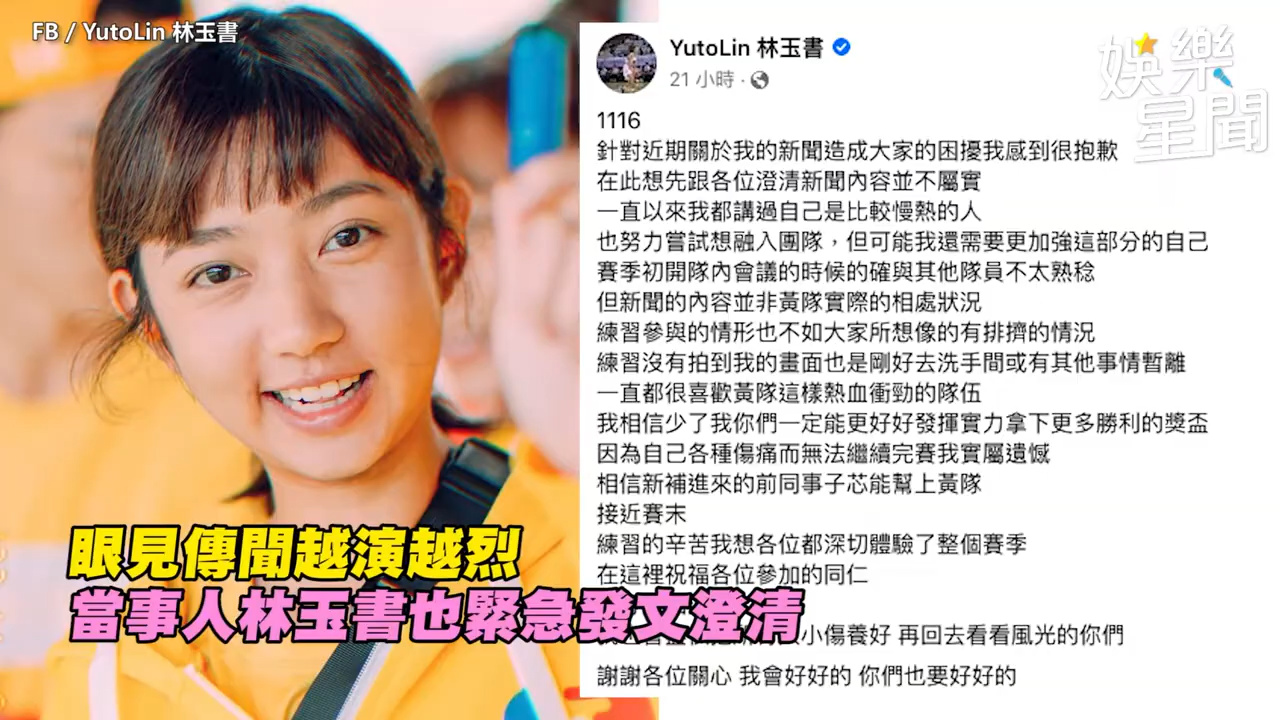 FB / YutoLin 林玉書
娛樂
星聞
YutoLin 林玉書
21 小時 ·
1116
針對近期關於我的新聞造成大家的困擾我感到很抱歉
在此想先跟各位澄清新聞內容並不屬實
一直以來我都講過自己是比較慢熱的人
也努力嘗試想融入團隊，但可能我還需要更加強這部分的自己
賽季初開隊內會議的時候的確與其他隊員不太熟稔
但新聞的內容並非黃隊實際的相處狀況
練習參與的情形也不如大家所想像的有排擠的情況
練習沒有拍到我的畫面也是剛好去洗手間或有其他事情暫離
一直都很喜歡黃隊這樣熱血衝勁的隊伍
我相信少了我你們一定能更好好發揮實力拿下更多勝利的獎盃
因為自己各種傷痛而無法繼續完賽我實屬遺憾
相信新補進來的前同事子芯能幫上黃隊
接近賽末
練習的辛苦我想各位都深切體驗了整個賽季
在這裡祝福各位參加的同仁
小傷養好 再回去看看風光的你們
謝謝各位關心 我會好好的 你們也要好好的
眼見傳聞越演越烈
當事人林玉書也緊急發文澄清